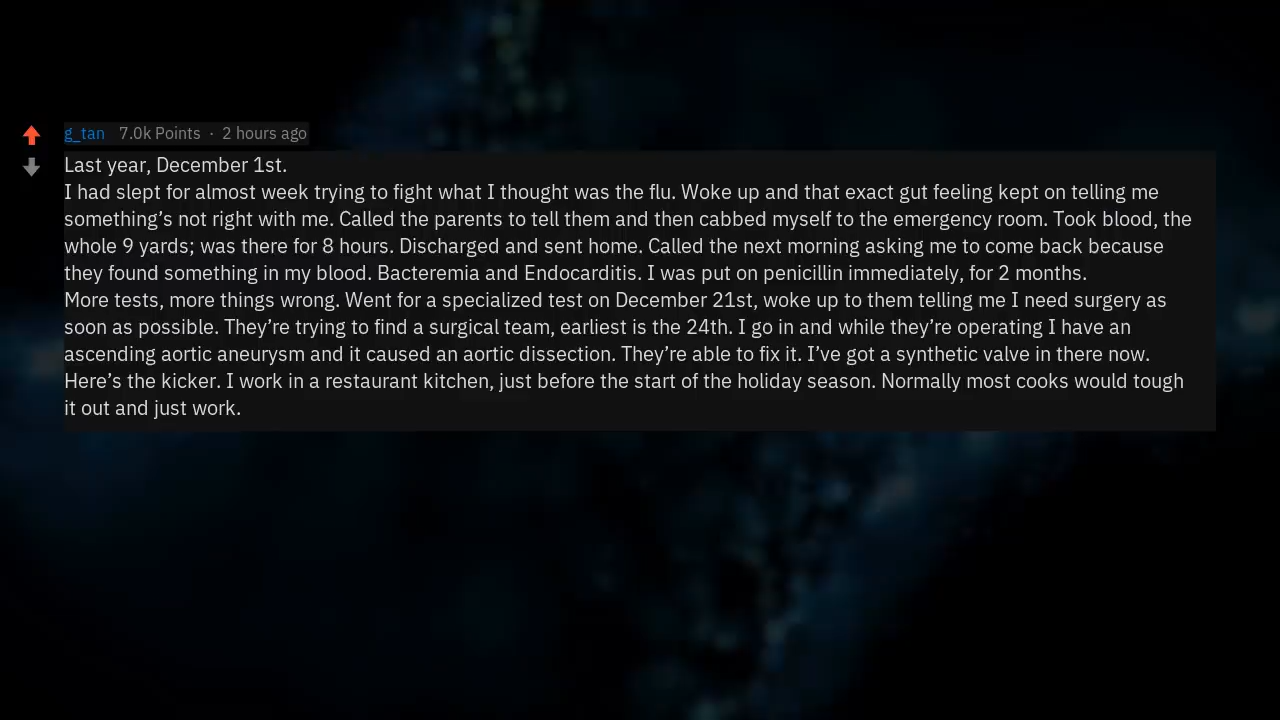 g_tan 7.0k Points · 2 hours ago
Last year, December 1st.
I had slept for almost week trying to fight what I thought was the flu. Woke up and that exact gut feeling kept on telling me
something’s not right with me. Called the parents to tell them and then cabbed myself to the emergency room. Took blood, the
whole 9 yards; was there for 8 hours. Discharged and sent home. Called the next morning asking me to come back because
they found something in my blood. Bacteremia and Endocarditis. I was put on penicillin immediately, for 2 months.
More tests, more things wrong. Went for a specialized test on December 21st, woke up to them telling me I need surgery as
soon as possible. They’re trying to find a surgical team, earliest is the 24th. I go in and while they’re operating I have an
ascending aortic aneurysm and it caused an aortic dissection. They’re able to fix it. I’ve got a synthetic valve in there now.
Here’s the kicker. I work in a restaurant kitchen, just before the start of the holiday season. Normally most cooks would tough
it out and just work.